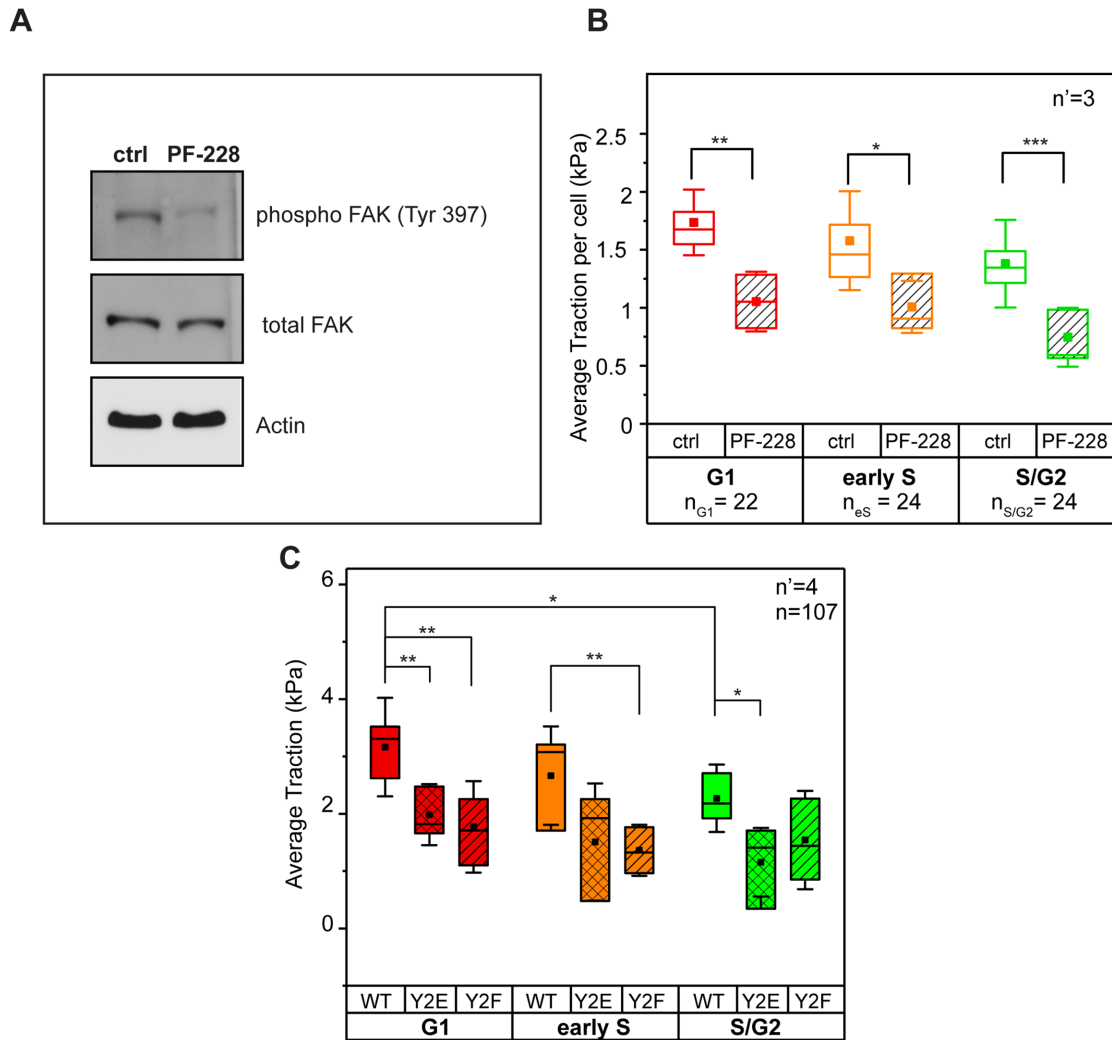 A
ctrl PF-228
phospho FAK (Tyr 397)
total FAK
Actin
B
n'=3
Average Traction per cell (kPa)
2.5
2
1.5
1
0.5
0
** * ***
ctrl PF-228 ctrl PF-228 ctrl PF-228
G1 early S S/G2
nG1= 22 neS = 24 nS/G2= 24
C
n'=4
n=107
Average Traction (kPa)
6
4
2
0
*
**
**
**
*
WT Y2E Y2F WT Y2E Y2F WT Y2E Y2F
G1 early S S/G2